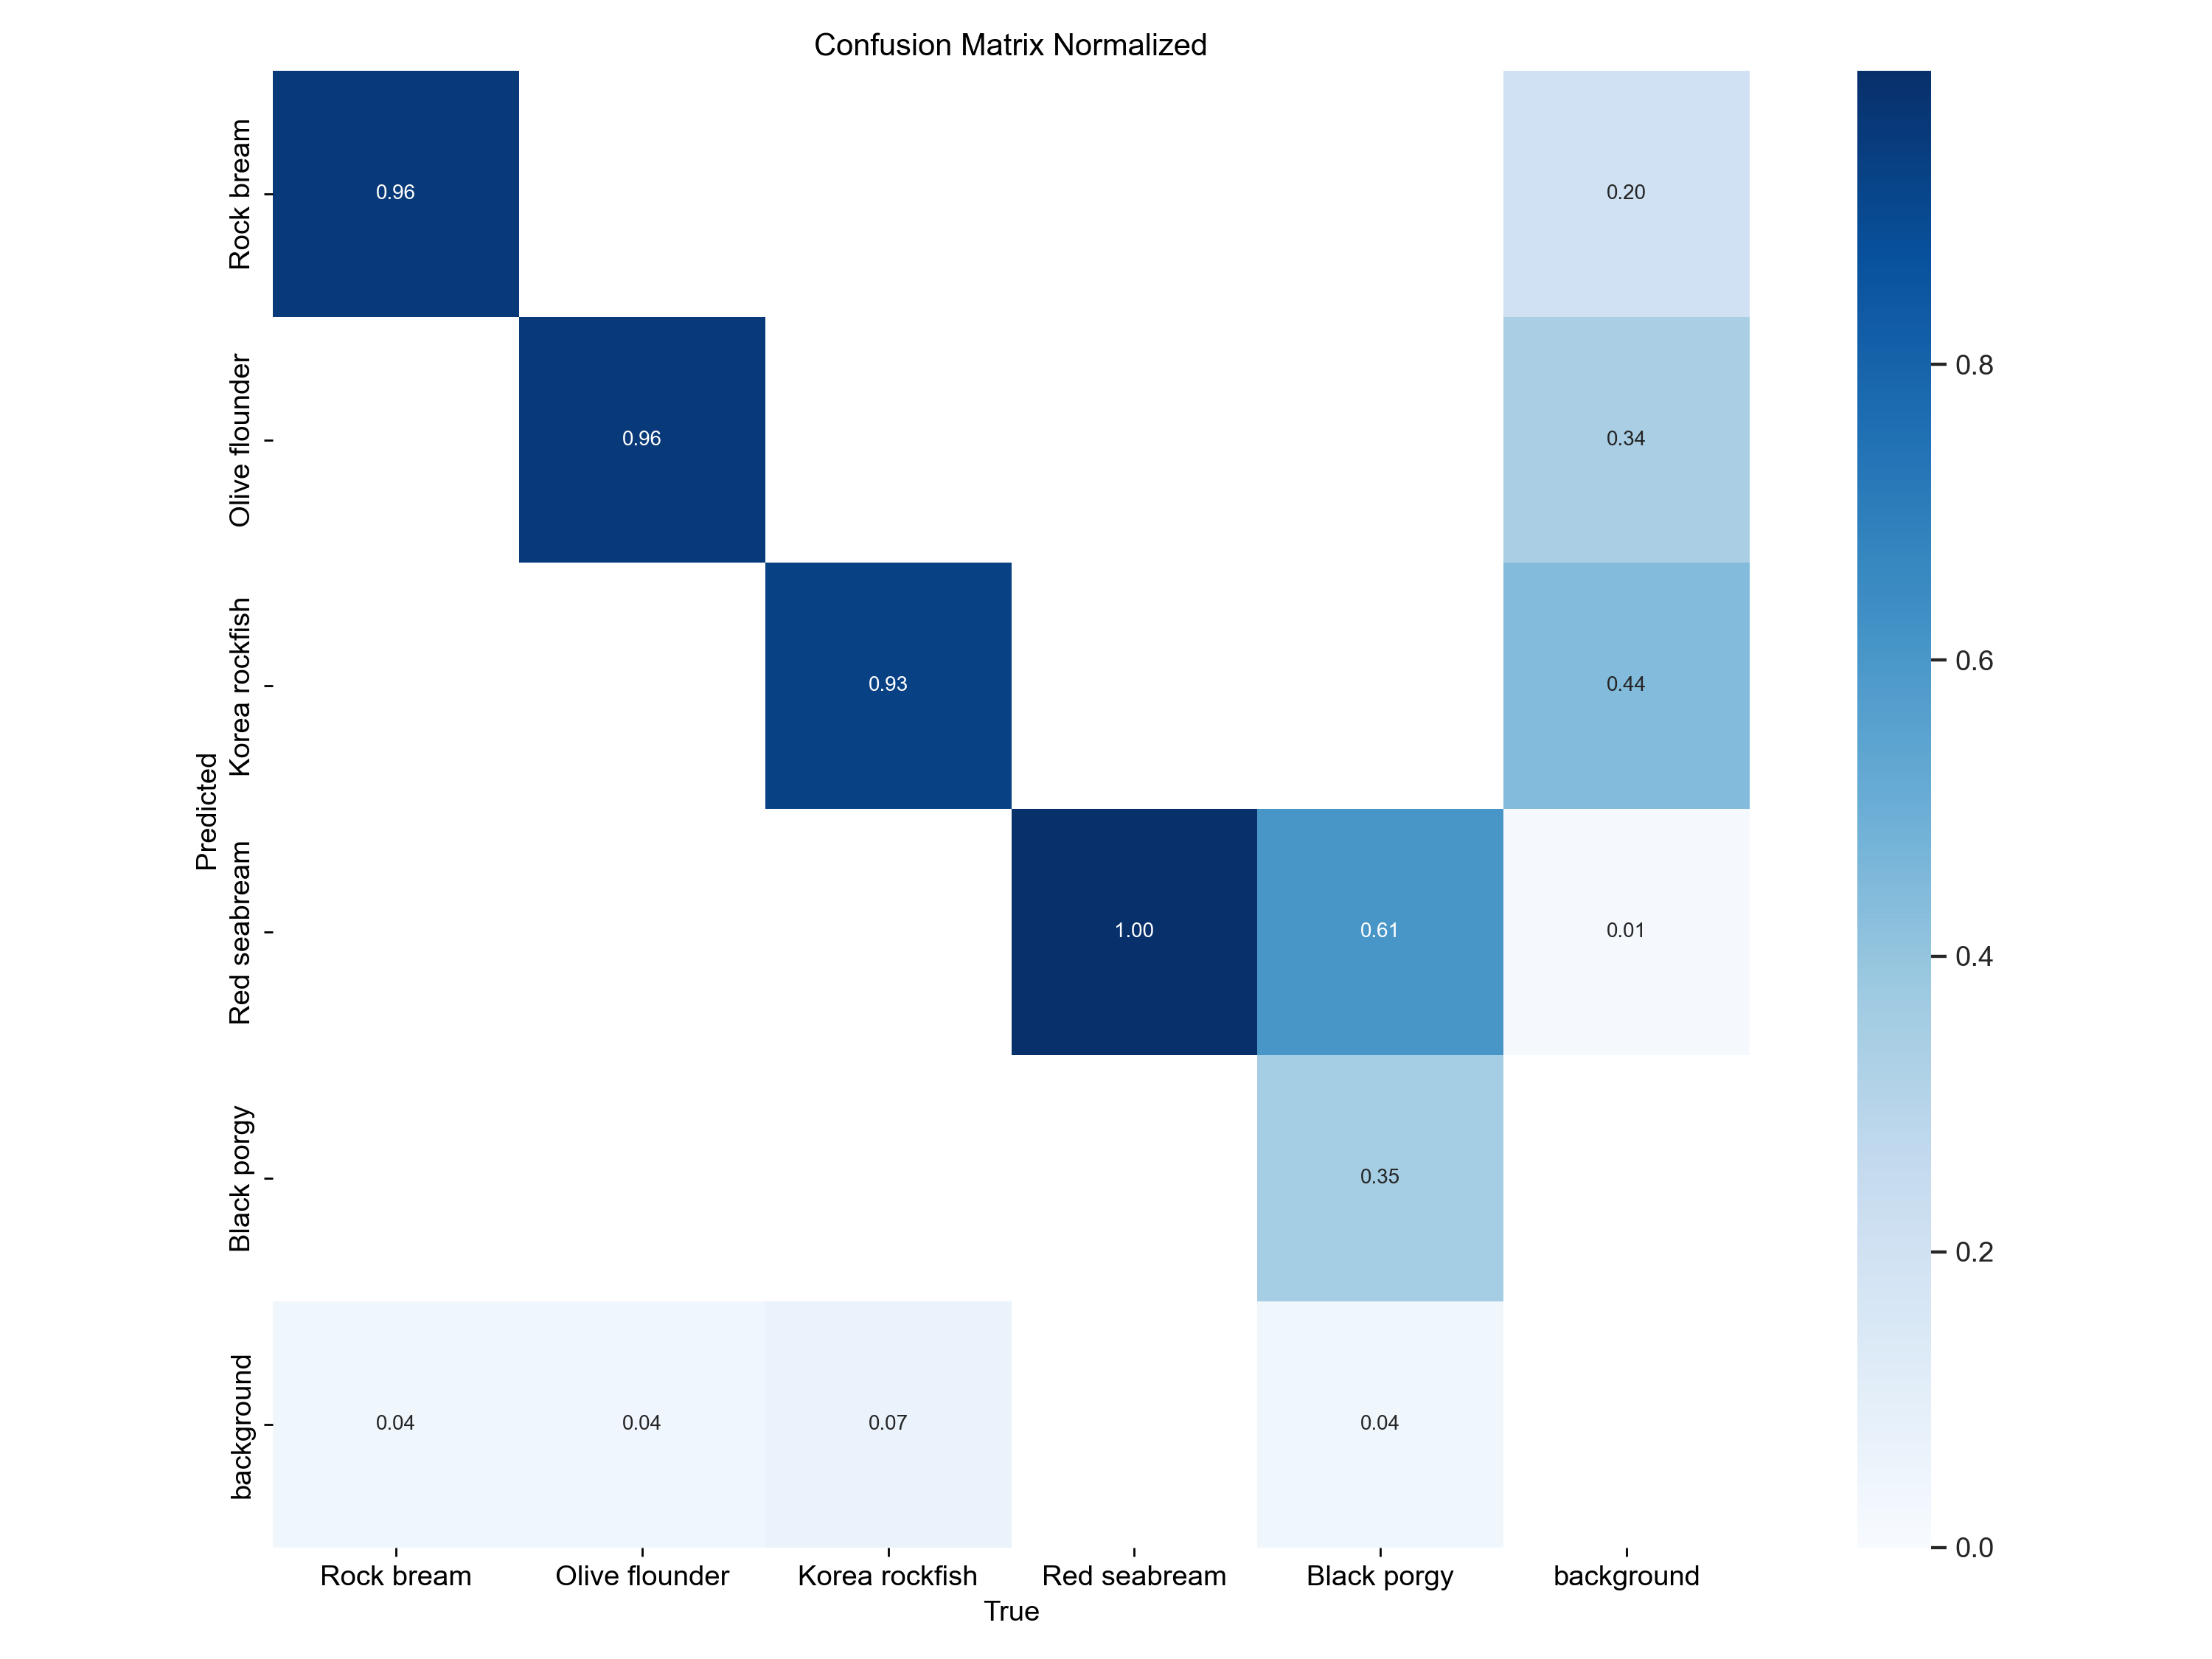 Confusion Matrix Normalized
Rock bream
0.96
0.20
Olive flounder
0.96
0.34
Korea rockfish
0.93
0.44
Red seabream
1.00
0.61
0.01
Black porgy
0.35
background
0.04
0.04
0.07
0.04
Predicted
Rock bream
Olive flounder
Korea rockfish
Red seabream
Black porgy
background
True
0.8
0.6
0.4
0.2
0.0